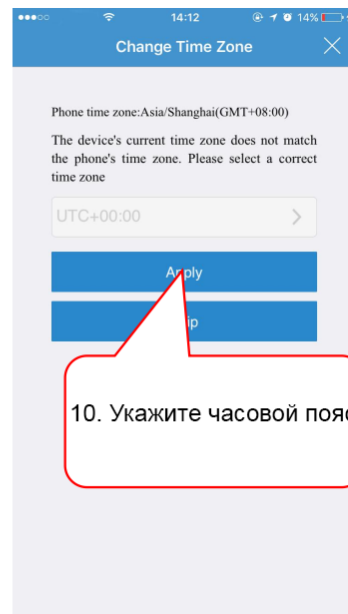 14:12
14%
Change Time Zone
Phone time zone:Asia/Shanghai(GMT+08:00)
The device's current time zone does not match
the phone's time zone. Please select a correct
time zone
UTC+00:00
Apply
10. Укажите часовой